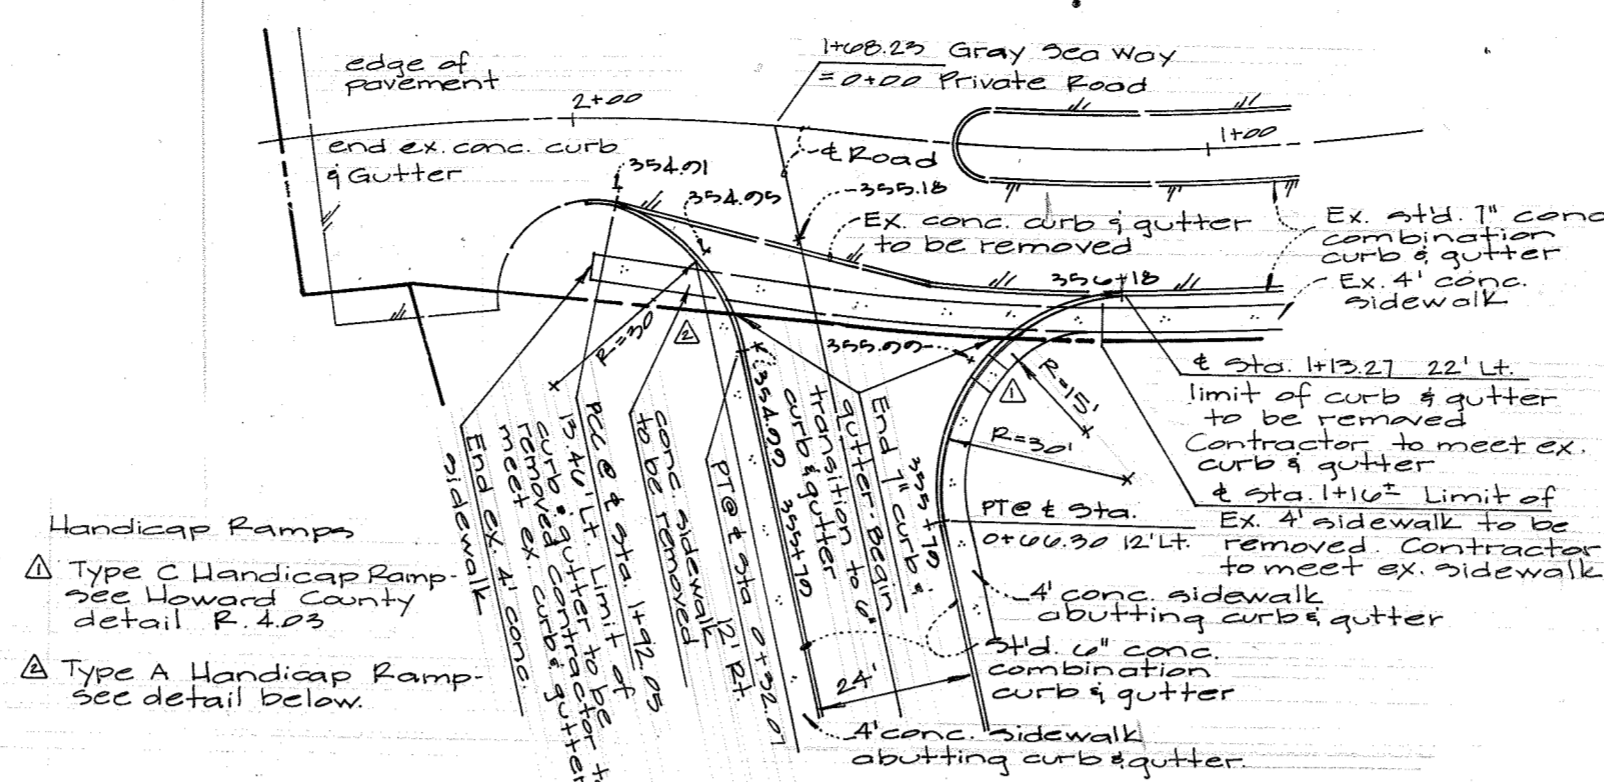 edge of
pavement
1+68.23 Gray Sea Way
= 0+00 Private Road
2+00
1+00
end ex. conc. curb
& Gutter
354.91
354.95
℄ Road
355.18
Ex. conc. curb & gutter
to be removed
Ex. st'd. 7" conc
combination
curb & gutter
Ex. 4' conc.
sidewalk
356+18
R=30'
2
355.99
1
R=15'
R=30'
℄ Sta. 1+13.27 22' Lt.
limit of curb & gutter
to be removed
Contractor to meet ex.
curb & gutter
℄ Sta. 1+16± Limit of
Ex. 4' sidewalk to be
removed. Contractor
to meet ex. sidewalk
PT@ ℄ Sta.
0+66.30 12' Lt.
4' conc. sidewalk
abutting curb & gutter
St'd. 6" conc.
combination
curb & gutter
24'
4' conc. sidewalk
abutting curb & gutter.
End ex. 4' conc.
sidewalk
PCC @ ℄ Sta. 1+92.05
13.46' Lt. Limit of
curb & gutter to be
removed Contractor to
meet ex. curb & gutter
conc. sidewalk
to be removed
PT@ ℄ Sta 0+32.07
12' Rt.
354.99
355+79
End 7" curb &
gutter-Begin
transition to 6"
curb & gutter
355+79
Handicap Ramps
1 Type C Handicap Ramp-
see Howard County
detail R.4.03
2 Type A Handicap Ramp-
see detail below.